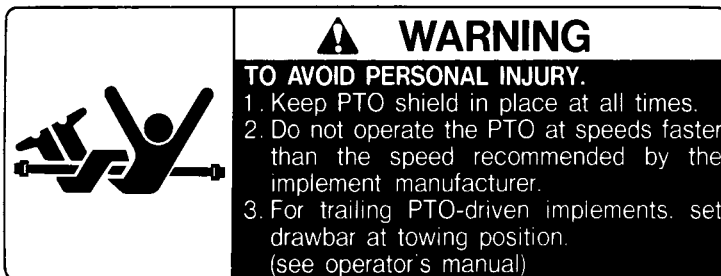 WARNING
TO AVOID PERSONAL INJURY.
1. Keep PTO shield in place at all times.
2. Do not operate the PTO at speeds faster
than the speed recommended by the
implement manufacturer.
3. For trailing PTO-driven implements. set
drawbar at towing position.
(see operator's manual)